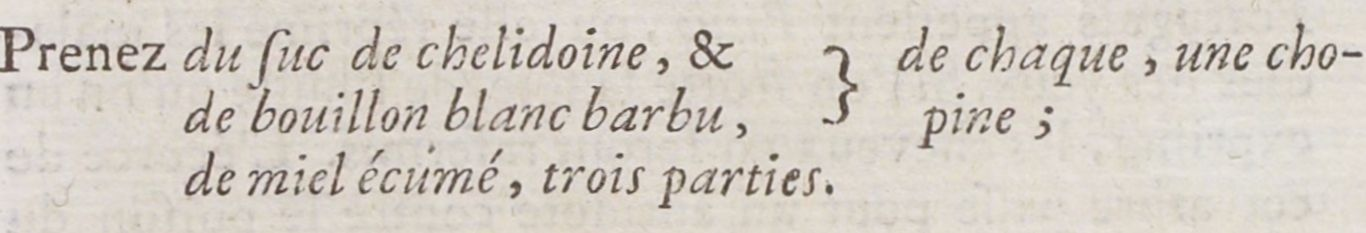 Prenez du ſuc de chelidoine, & } de chaque, une cho-
de bouillon blanc barbu, pine ;
de miel écumé, trois parties.